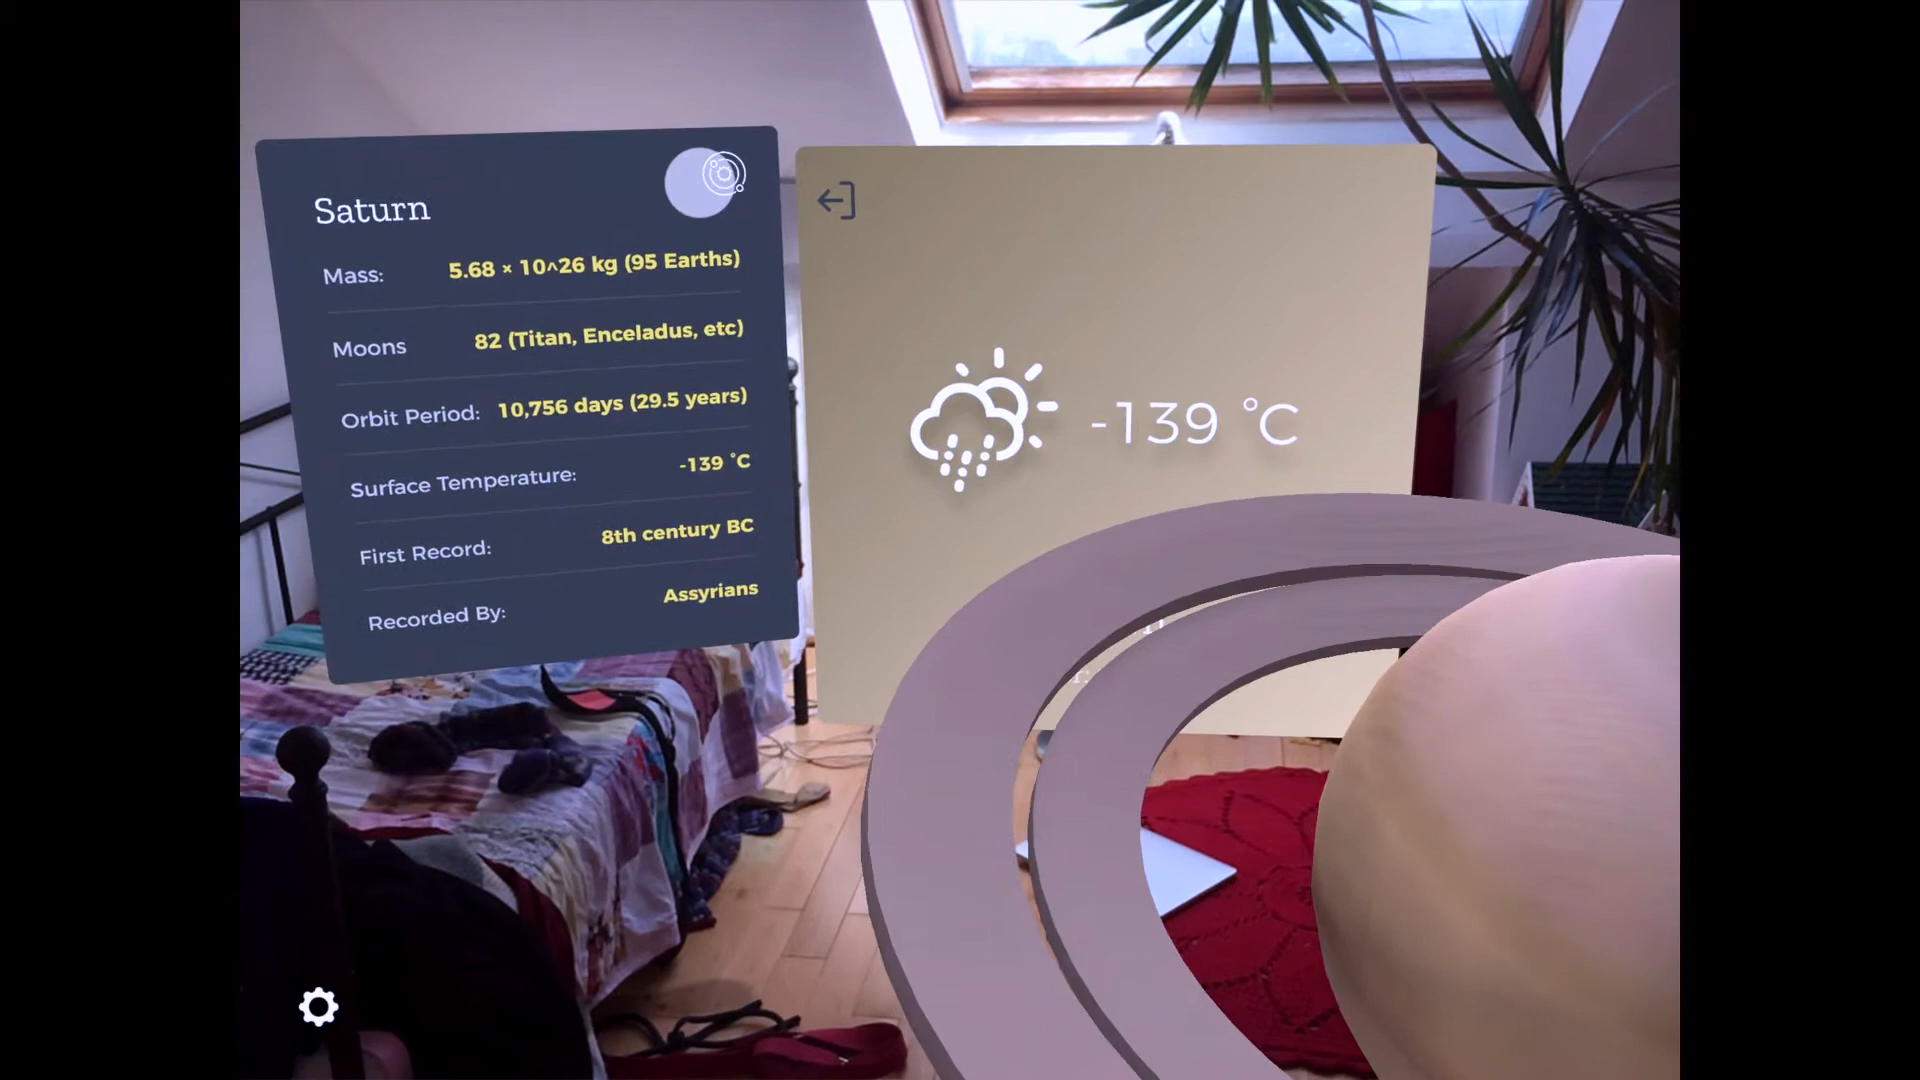 Saturn
Mass: 5.68 × 10^26 kg (95 Earths)
Moons 82 (Titan, Enceladus, etc)
Orbit Period: 10,756 days (29.5 years)
Surface Temperature: -139 °C
First Record: 8th century BC
Recorded By: Assyrians
-139 °C